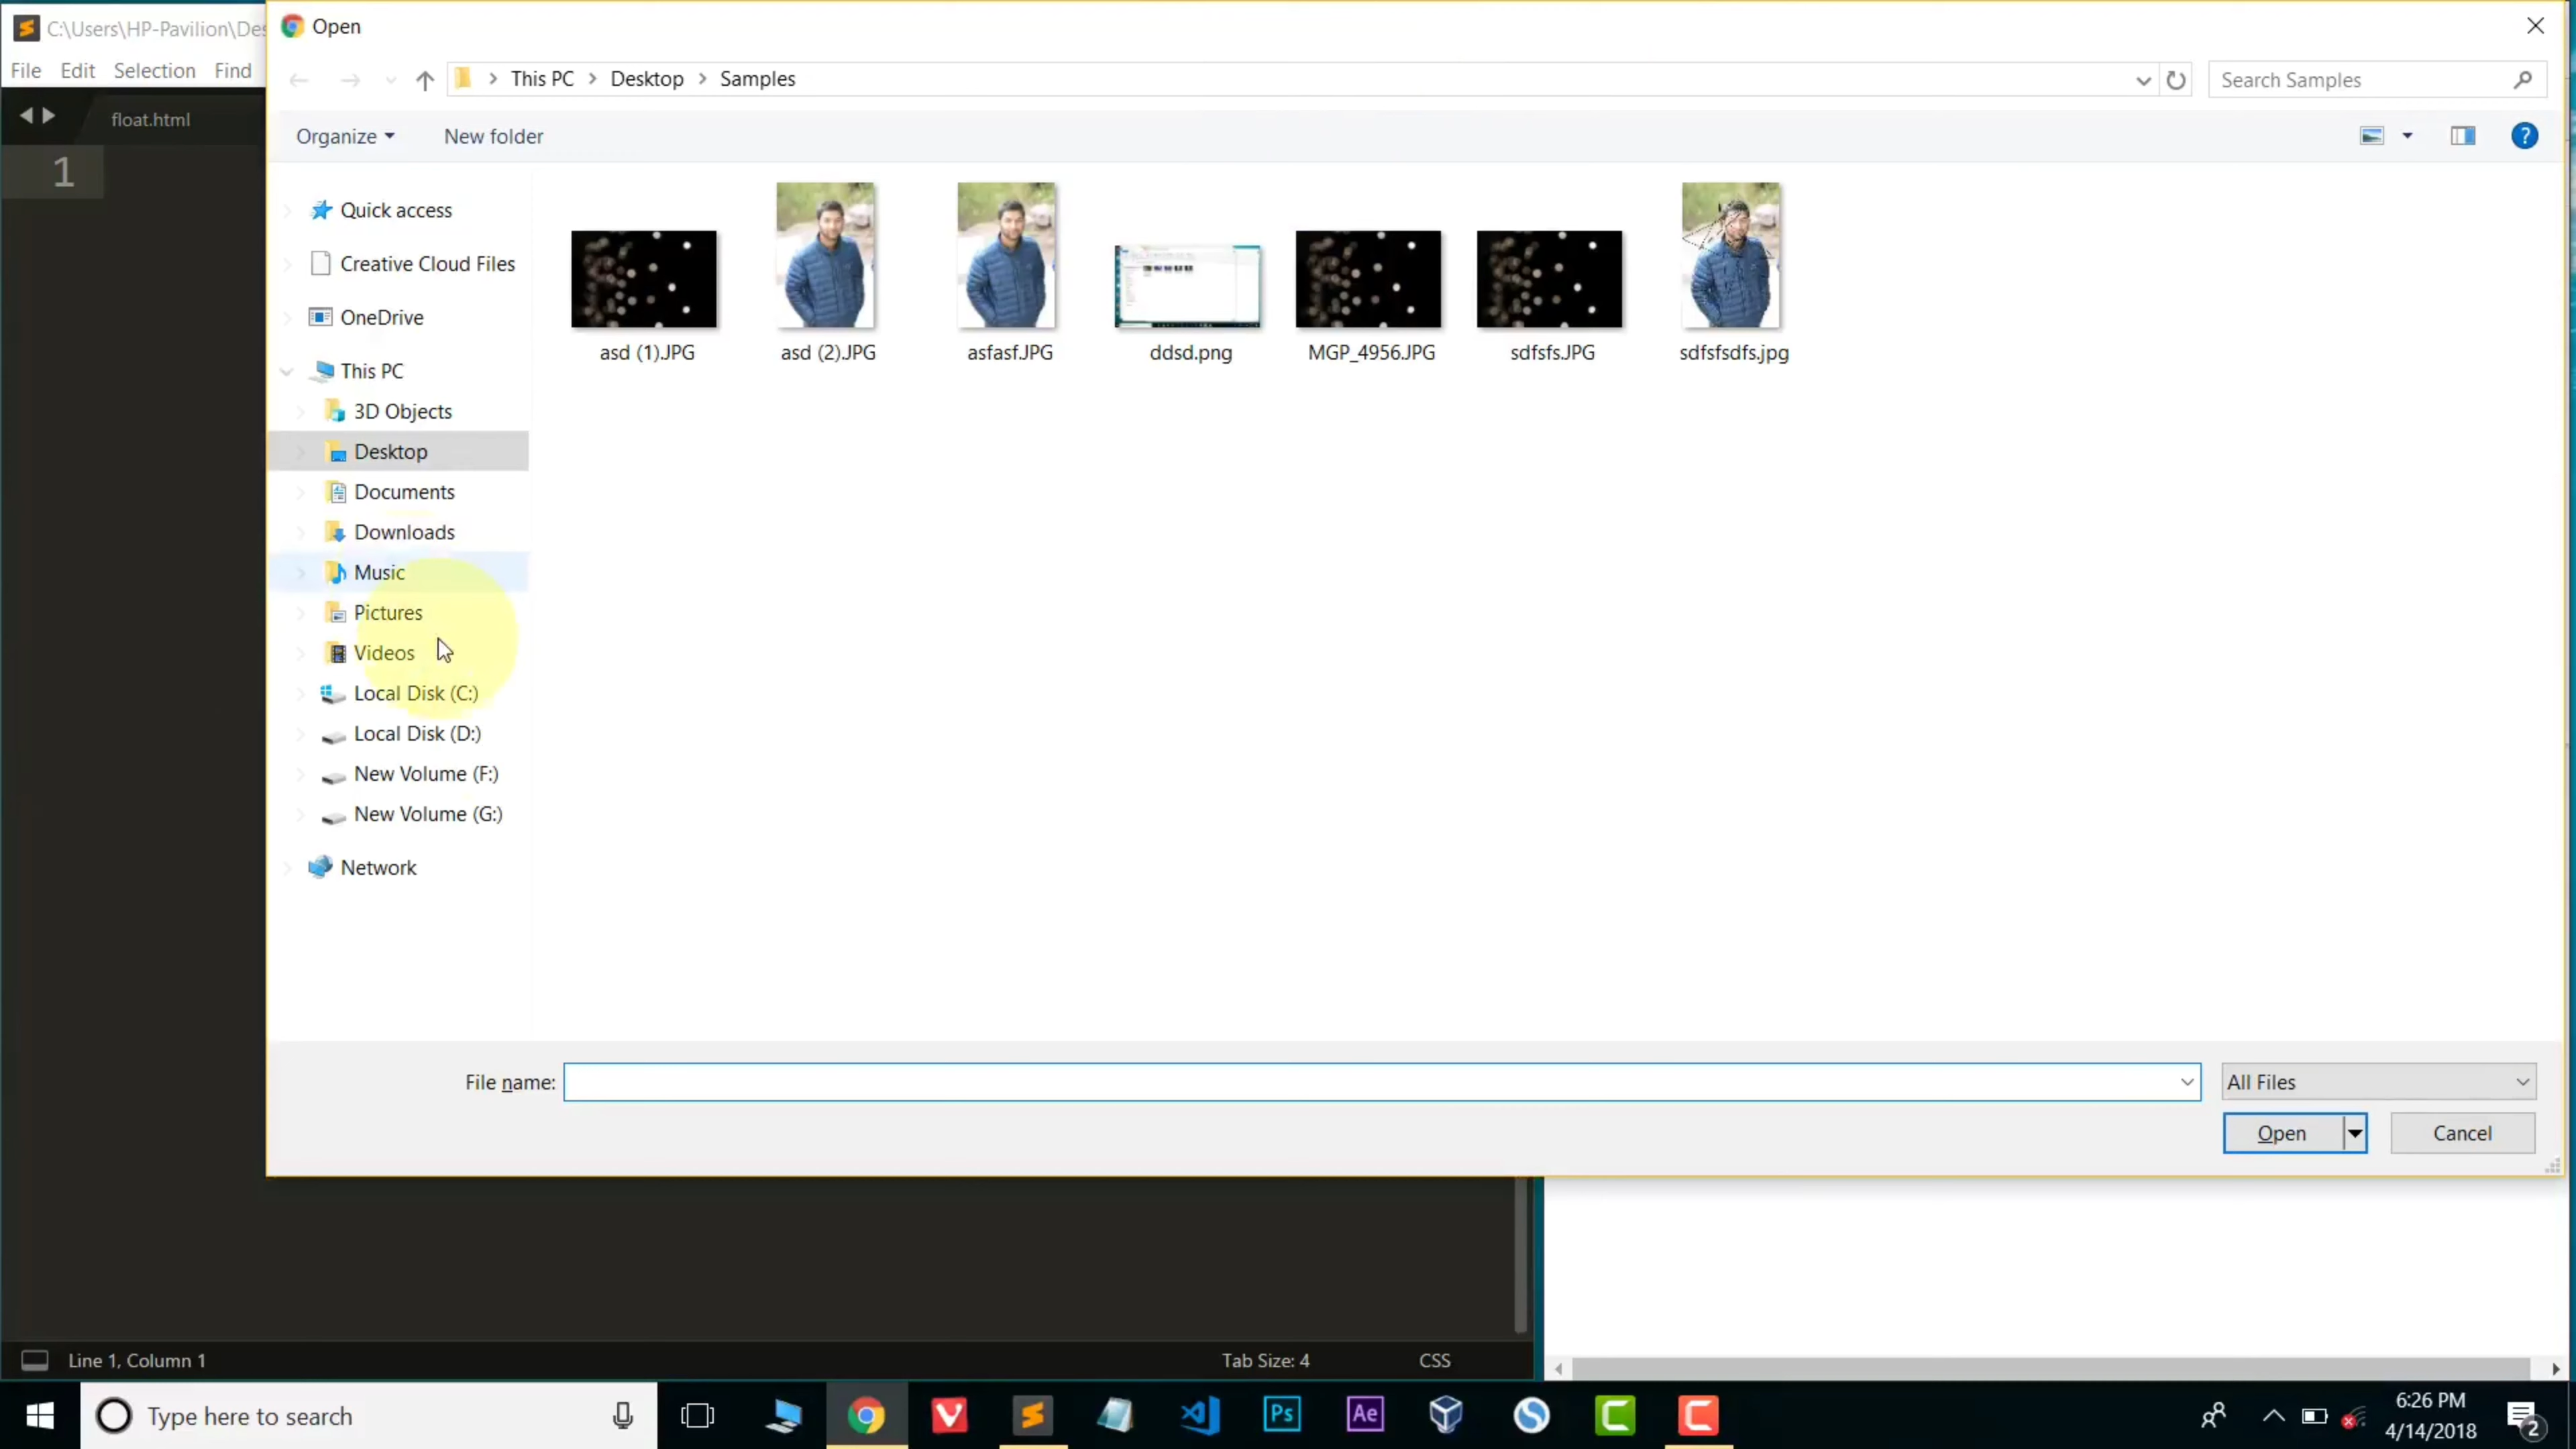 C:\Users\HP-Pavilion\Des
Open
File Edit Selection Find
This PC Desktop Samples
Search Samples
float.html
Organize New folder
1
Quick access
Creative Cloud Files
OneDrive
This PC
3D Objects
Desktop
Documents
Downloads
Music
Pictures
Videos
Local Disk (C:)
Local Disk (D:)
New Volume (F:)
New Volume (G:)
Network
asd (1).JPG asd (2).JPG asfasf.JPG ddsd.png MGP_4956.JPG sdfsfs.JPG sdfsfsdfs.jpg
File name: All Files
Open Cancel
Line 1, Column 1 Tab Size: 4 CSS
Type here to search
Ps Ae
6:26 PM
4/14/2018
2